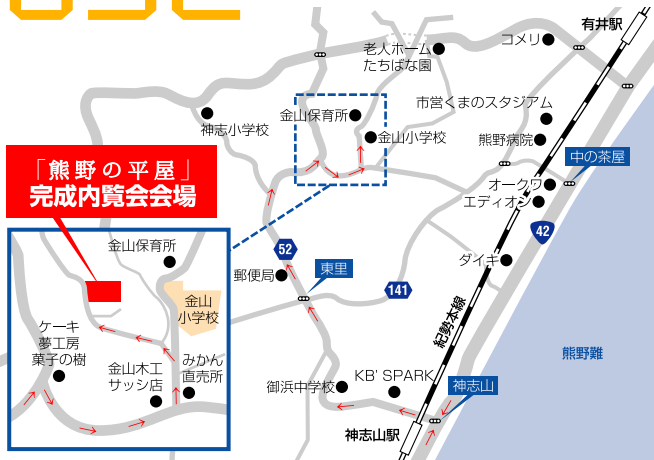 有井駅
コメリ
老人ホーム
たちばな園
市営くまのスタジアム
神志小学校
金山保育所
金山小学校
熊野病院
中の茶屋
「熊野の平屋」
完成内覧会会場
オークワ
エディオン
42
52
ダイキ
東里
郵便局
141
紀勢本線
熊野難
金山保育所
金山
小学校
ケーキ
夢工房
菓子の樹
金山木工
サッシ店
みかん
直売所
御浜中学校
KB' SPARK
神志山
神志山駅